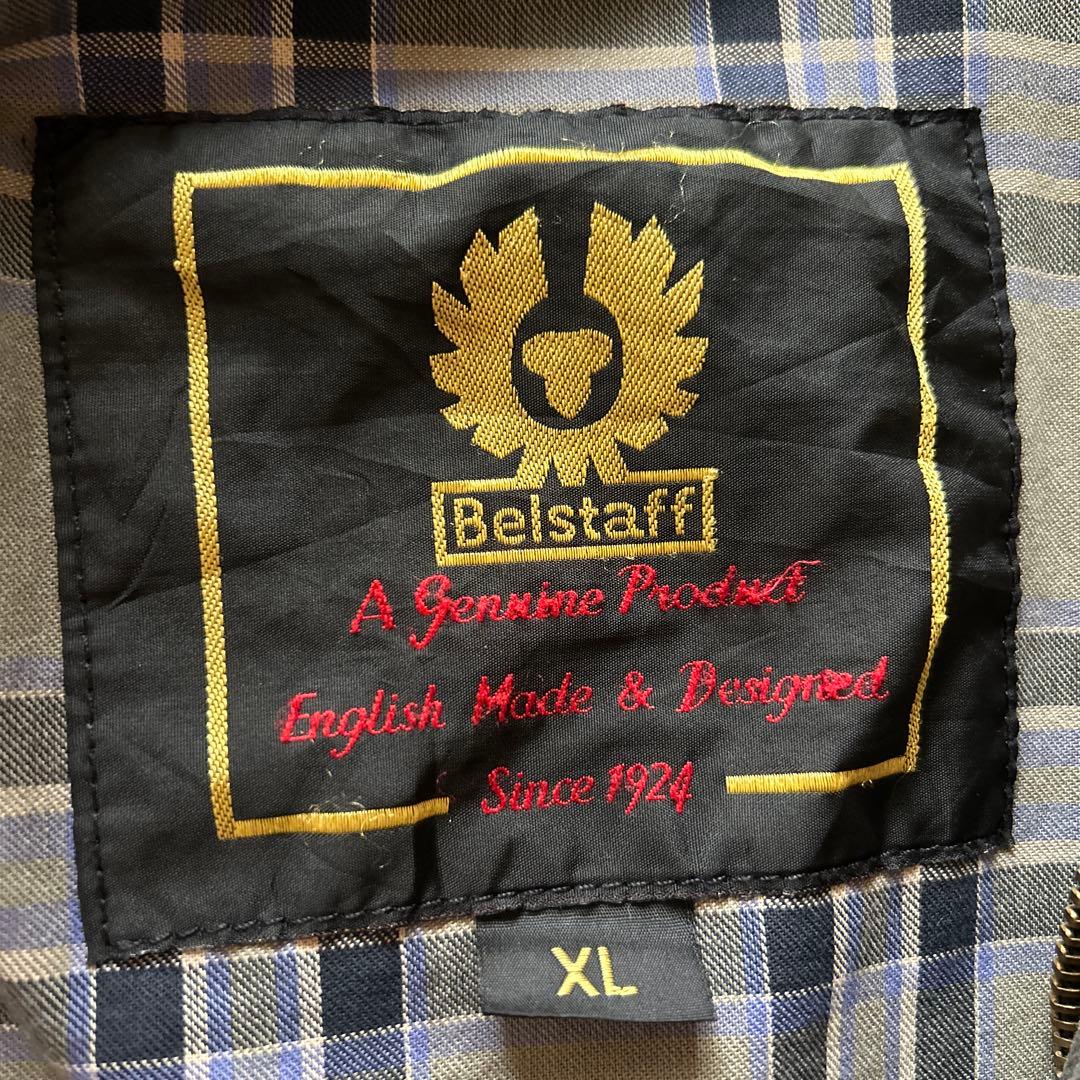 Belstaff
A Genuine Product
English Made & Designed
Since 1924
XL